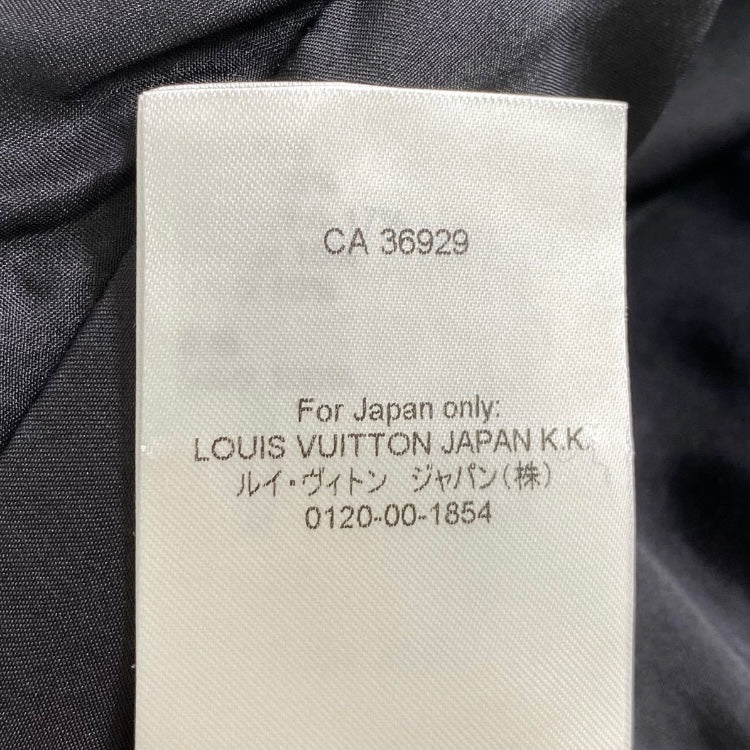 CA 36929
For Japan only:
LOUIS VUITTON JAPAN K.K.
ルイ・ヴィトン ジャパン(株)
0120-00-1854